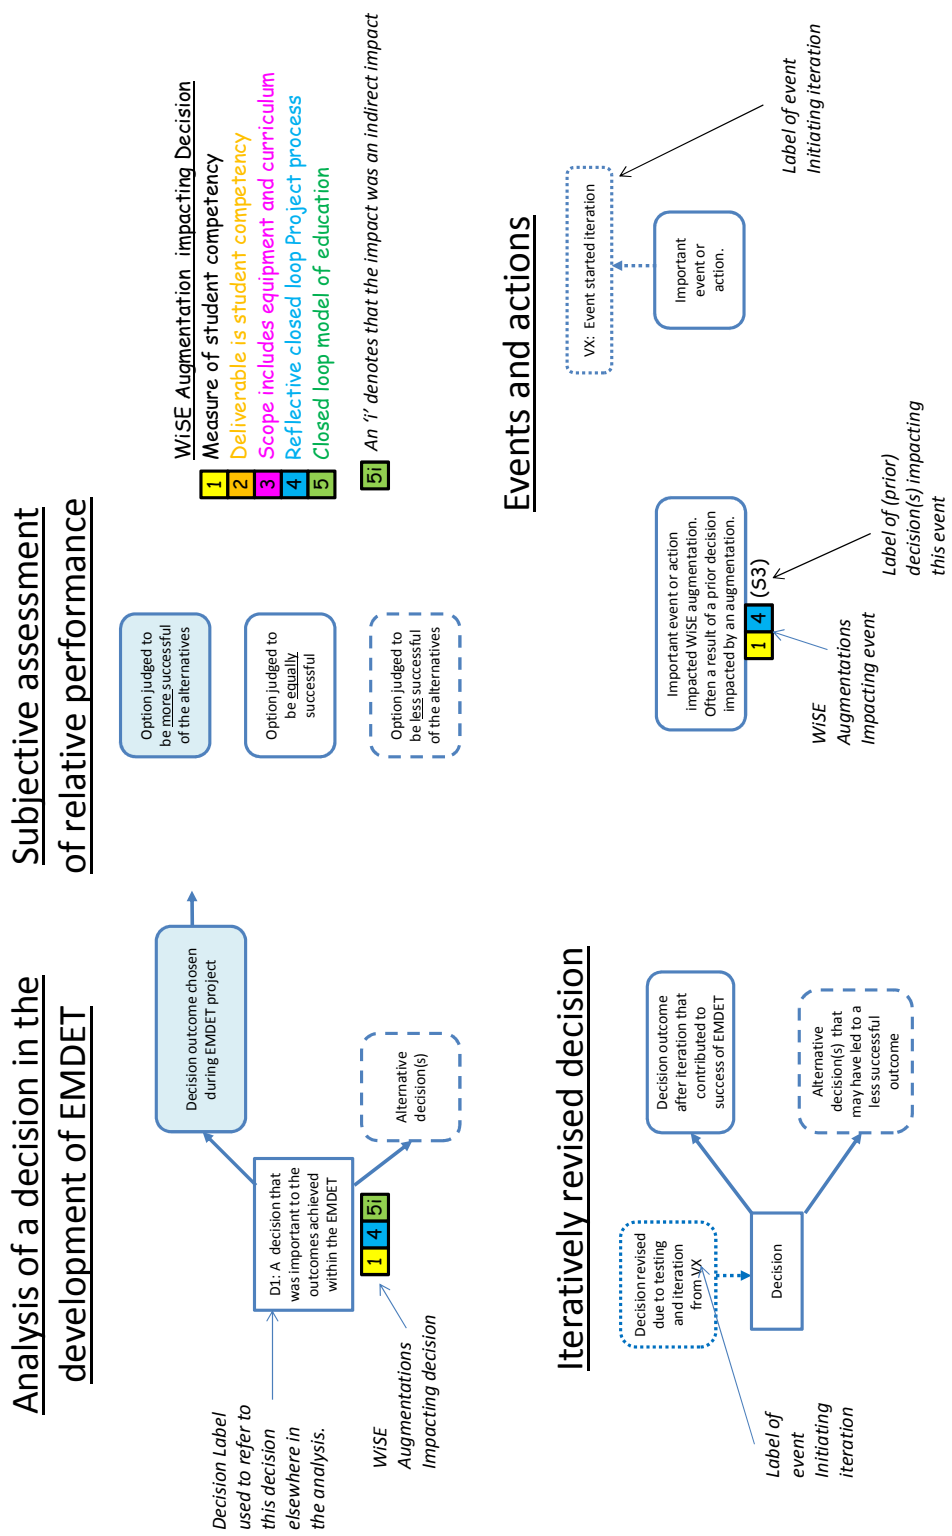 Analysis of a decision in the
development of EMDET
Decision outcome chosen
during EMDET project
D1: A decision that
was important to the
outcomes achieved
within the EMDET
1 4 5i
Alternative
decision(s)
Decision Label
used to refer to
this decision
elsewhere in
the analysis.
WiSE
Augmentations
Impacting decision
Subjective assessment
of relative performance
Option judged to
be more successful
of the alternatives
Option judged to
be equally
successful
Option judged to
be less successful
of the alternatives
WiSE Augmentation impacting Decision
1 Measure of student competency
2 Deliverable is student competency
3 Scope includes equipment and curriculum
4 Reflective closed loop Project process
5 Closed loop model of education
5i An ‘i’ denotes that the impact was an indirect impact
Iteratively revised decision
Decision revised
due to testing
and iteration
from VX
Decision
Decision outcome
after iteration that
contributed to
success of EMDET
Alternative
decision(s) that
may have led to a
less successful
outcome
Label of
event
Initiating
iteration
Events and actions
Important event or action
impacted WiSE augmentation.
Often a result of a prior decision
impacted by an augmentation.
1 4 (S3)
WiSE
Augmentations
Impacting event
Label of (prior)
decision(s) impacting
this event
VX: Event started iteration
Important
event or
action.
Label of event
Initiating iteration